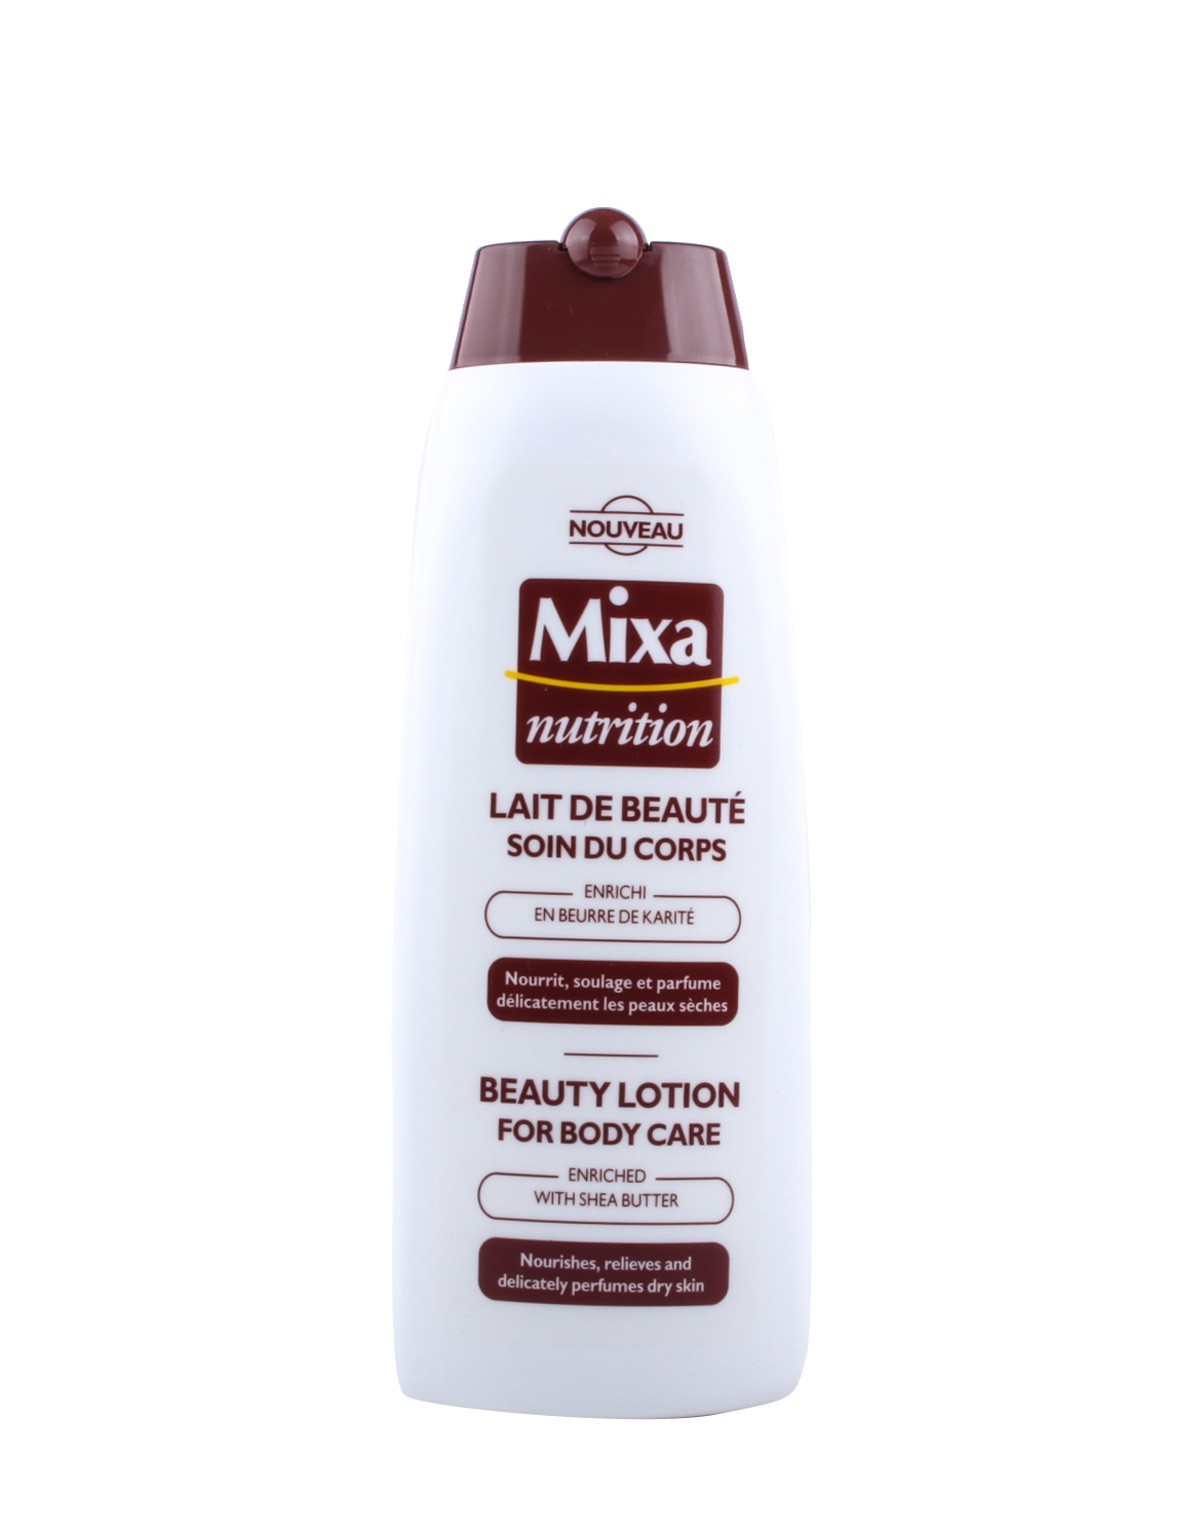 NOUVEAU
Mixa
nutrition
LAIT DE BEAUTÉ
SOIN DU CORPS
ENRICHI
EN BEURRE DE KARITÉ
Nourrit, soulage et parfume
délicatement les peaux sèches
BEAUTY LOTION
FOR BODY CARE
ENRICHED
WITH SHEA BUTTER
Nourishes, relieves and
delicately perfumes dry skin